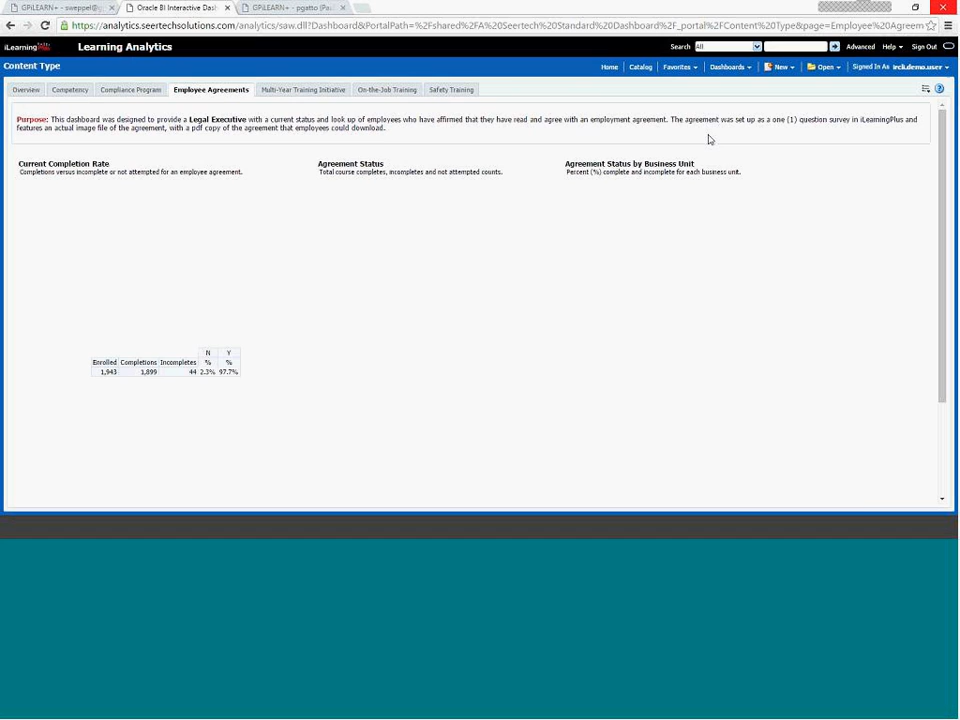 GPiLEARN+ - sweppel@g
Oracle BI Interactive Dash
GPiLEARN+ - pgatto (Pa
https://analytics.seertechsolutions.com/analytics/saw.dll?Dashboard&PortalPath=%2Fshared%2FA%20Seertech%20Standard%20Dashboard%2F_portal%2FContent%20Type&page=Employee%20Agreem
iLearning
Learning Analytics
Search All Advanced Help Sign Out
Content Type
Home Catalog Favorites Dashboards New Open Signed In As ircli.demo.user
Overview Competency Compliance Program Employee Agreements Multi-Year Training Initiative On-the-Job Training Safety Training
Purpose: This dashboard was designed to provide a Legal Executive with a current status and look up of employees who have affirmed that they have read and agree with an employment agreement. The agreement was set up as a one (1) question survey in iLearningPlus and
features an actual image file of the agreement, with a pdf copy of the agreement that employees could download.
Current Completion Rate
Completions versus incomplete or not attempted for an employee agreement.
Agreement Status
Total course completes, incompletes and not attempted counts.
Agreement Status by Business Unit
Percent (%) complete and incomplete for each business unit.
N Y
Enrolled Completions Incompletes % %
1,943 1,899 44 2.3% 97.7%